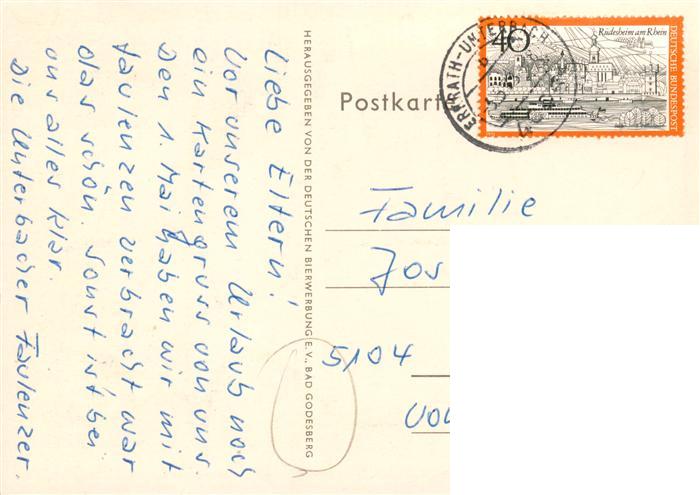 Liebe Eltern!
Vor unserem Urlaub noch
ein Kartengruss von uns.
Den 1. Mai haben wir mit
faulenzen verbracht war
das schön. Sonst ist bei
uns alles klar.
Die Unterbacher Faulenzer.
HERAUSGEGEBEN VON DER DEUTSCHEN BIERWERBUNG E.V., BAD GODESBERG
Postkarte
ERKRATH-UNTERBACH
40
Rüdesheim am Rhein
DEUTSCHE BUNDESPOST
Familie
Jos
5104